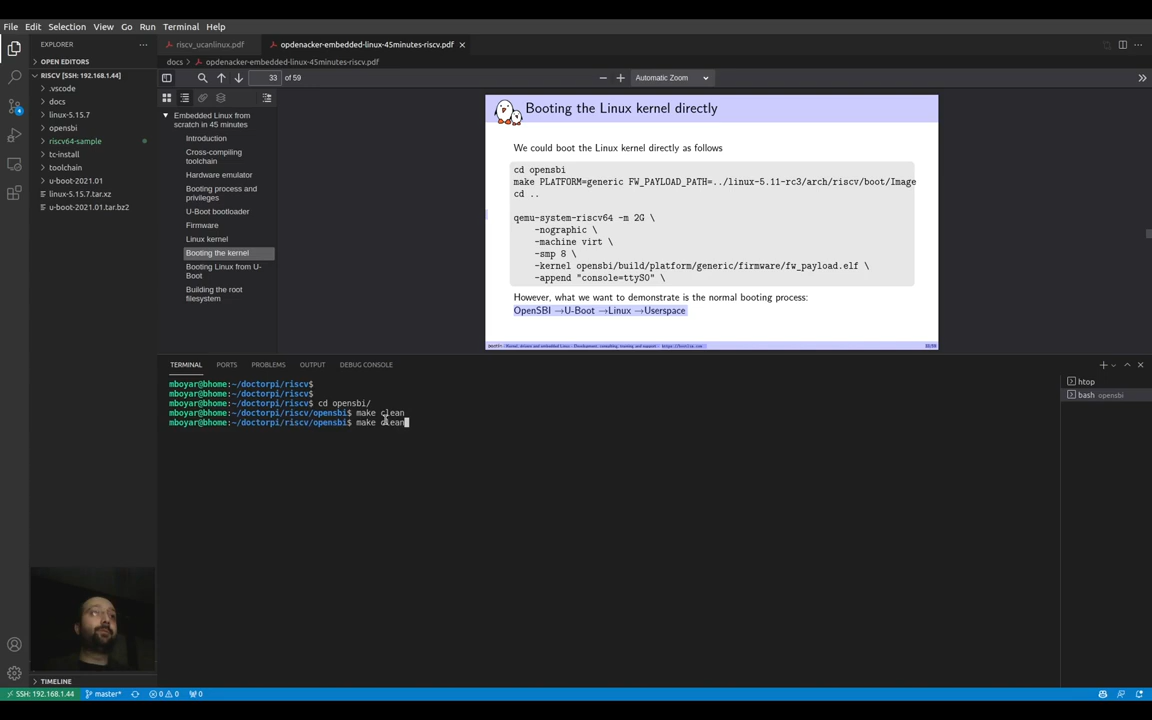 File Edit Selection View Go Run Terminal Help
EXPLORER
OPEN EDITORS
RISCV [SSH: 192.168.1.44]
.vscode
docs
linux-5.15.7
opensbi
riscv64-sample
tc-install
toolchain
u-boot-2021.01
linux-5.15.7.tar.xz
u-boot-2021.01.tar.bz2
TIMELINE
riscv_ucanlinux.pdf
opdenacker-embedded-linux-45minutes-riscv.pdf
docs > opdenacker-embedded-linux-45minutes-riscv.pdf
33 of 59
Automatic Zoom
Embedded Linux from
scratch in 45 minutes
Introduction
Cross-compiling
toolchain
Hardware emulator
Booting process and
privileges
U-Boot bootloader
Firmware
Linux kernel
Booting the kernel
Booting Linux from U-
Boot
Building the root
filesystem
Booting the Linux kernel directly
We could boot the Linux kernel directly as follows
cd opensbi
make PLATFORM=generic FW_PAYLOAD_PATH=../linux-5.11-rc3/arch/riscv/boot/Image
cd ..
qemu-system-riscv64 -m 2G \
-nographic \
-machine virt \
-smp 8 \
-kernel opensbi/build/platform/generic/firmware/fw_payload.elf \
-append "console=ttyS0" \
However, what we want to demonstrate is the normal booting process:
OpenSBI →U-Boot →Linux →Userspace
TERMINAL PORTS PROBLEMS OUTPUT DEBUG CONSOLE
mboyar@bhome:~/doctorpi/riscv$
mboyar@bhome:~/doctorpi/riscv$
mboyar@bhome:~/doctorpi/riscv$ cd opensbi/
mboyar@bhome:~/doctorpi/riscv/opensbi$ make clean
mboyar@bhome:~/doctorpi/riscv/opensbi$ make clean
htop
bash opensbi
SSH: 192.168.1.44 master* 0 0 0